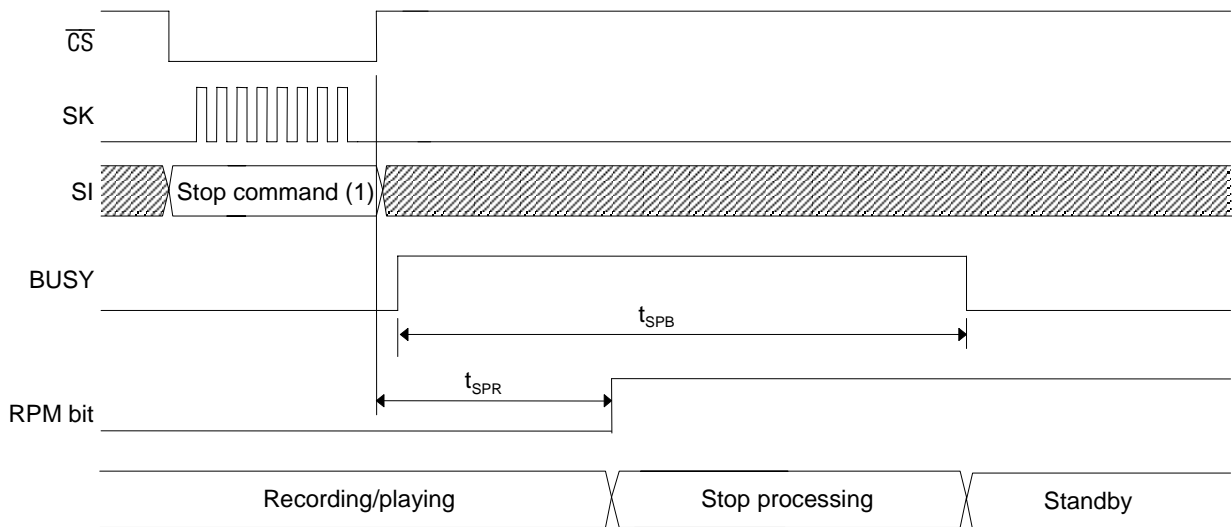 CS
SK
SI
Stop command (1)
BUSY
tSPB
tSPR
RPM bit
Recording/playing
Stop processing
Standby